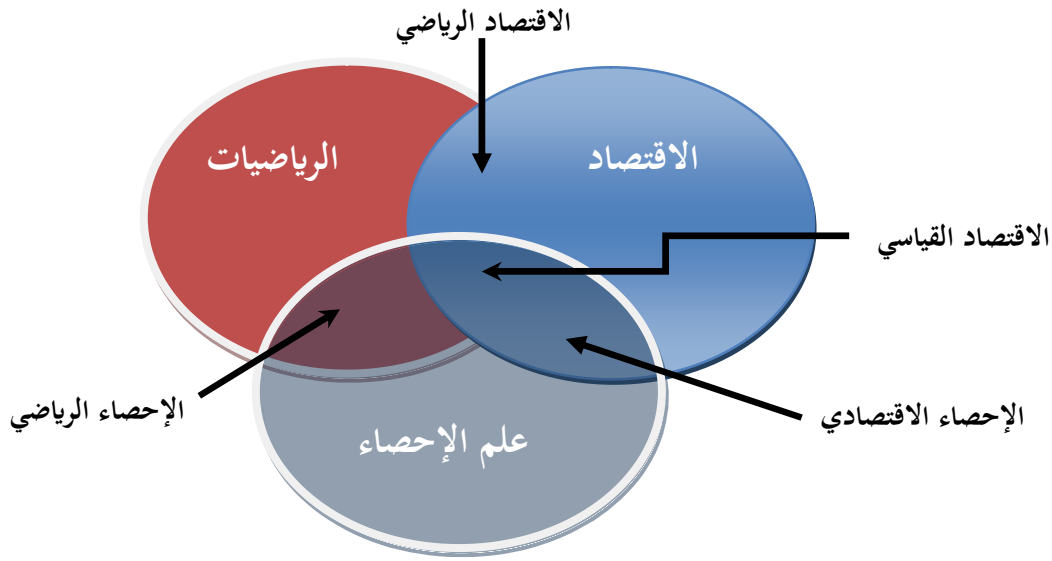 الاقتصاد الرياضي
الاقتصاد
الرياضيات
الاقتصاد القياسي
الإحصاء الاقتصادي
الإحصاء الرياضي
علم الإحصاء